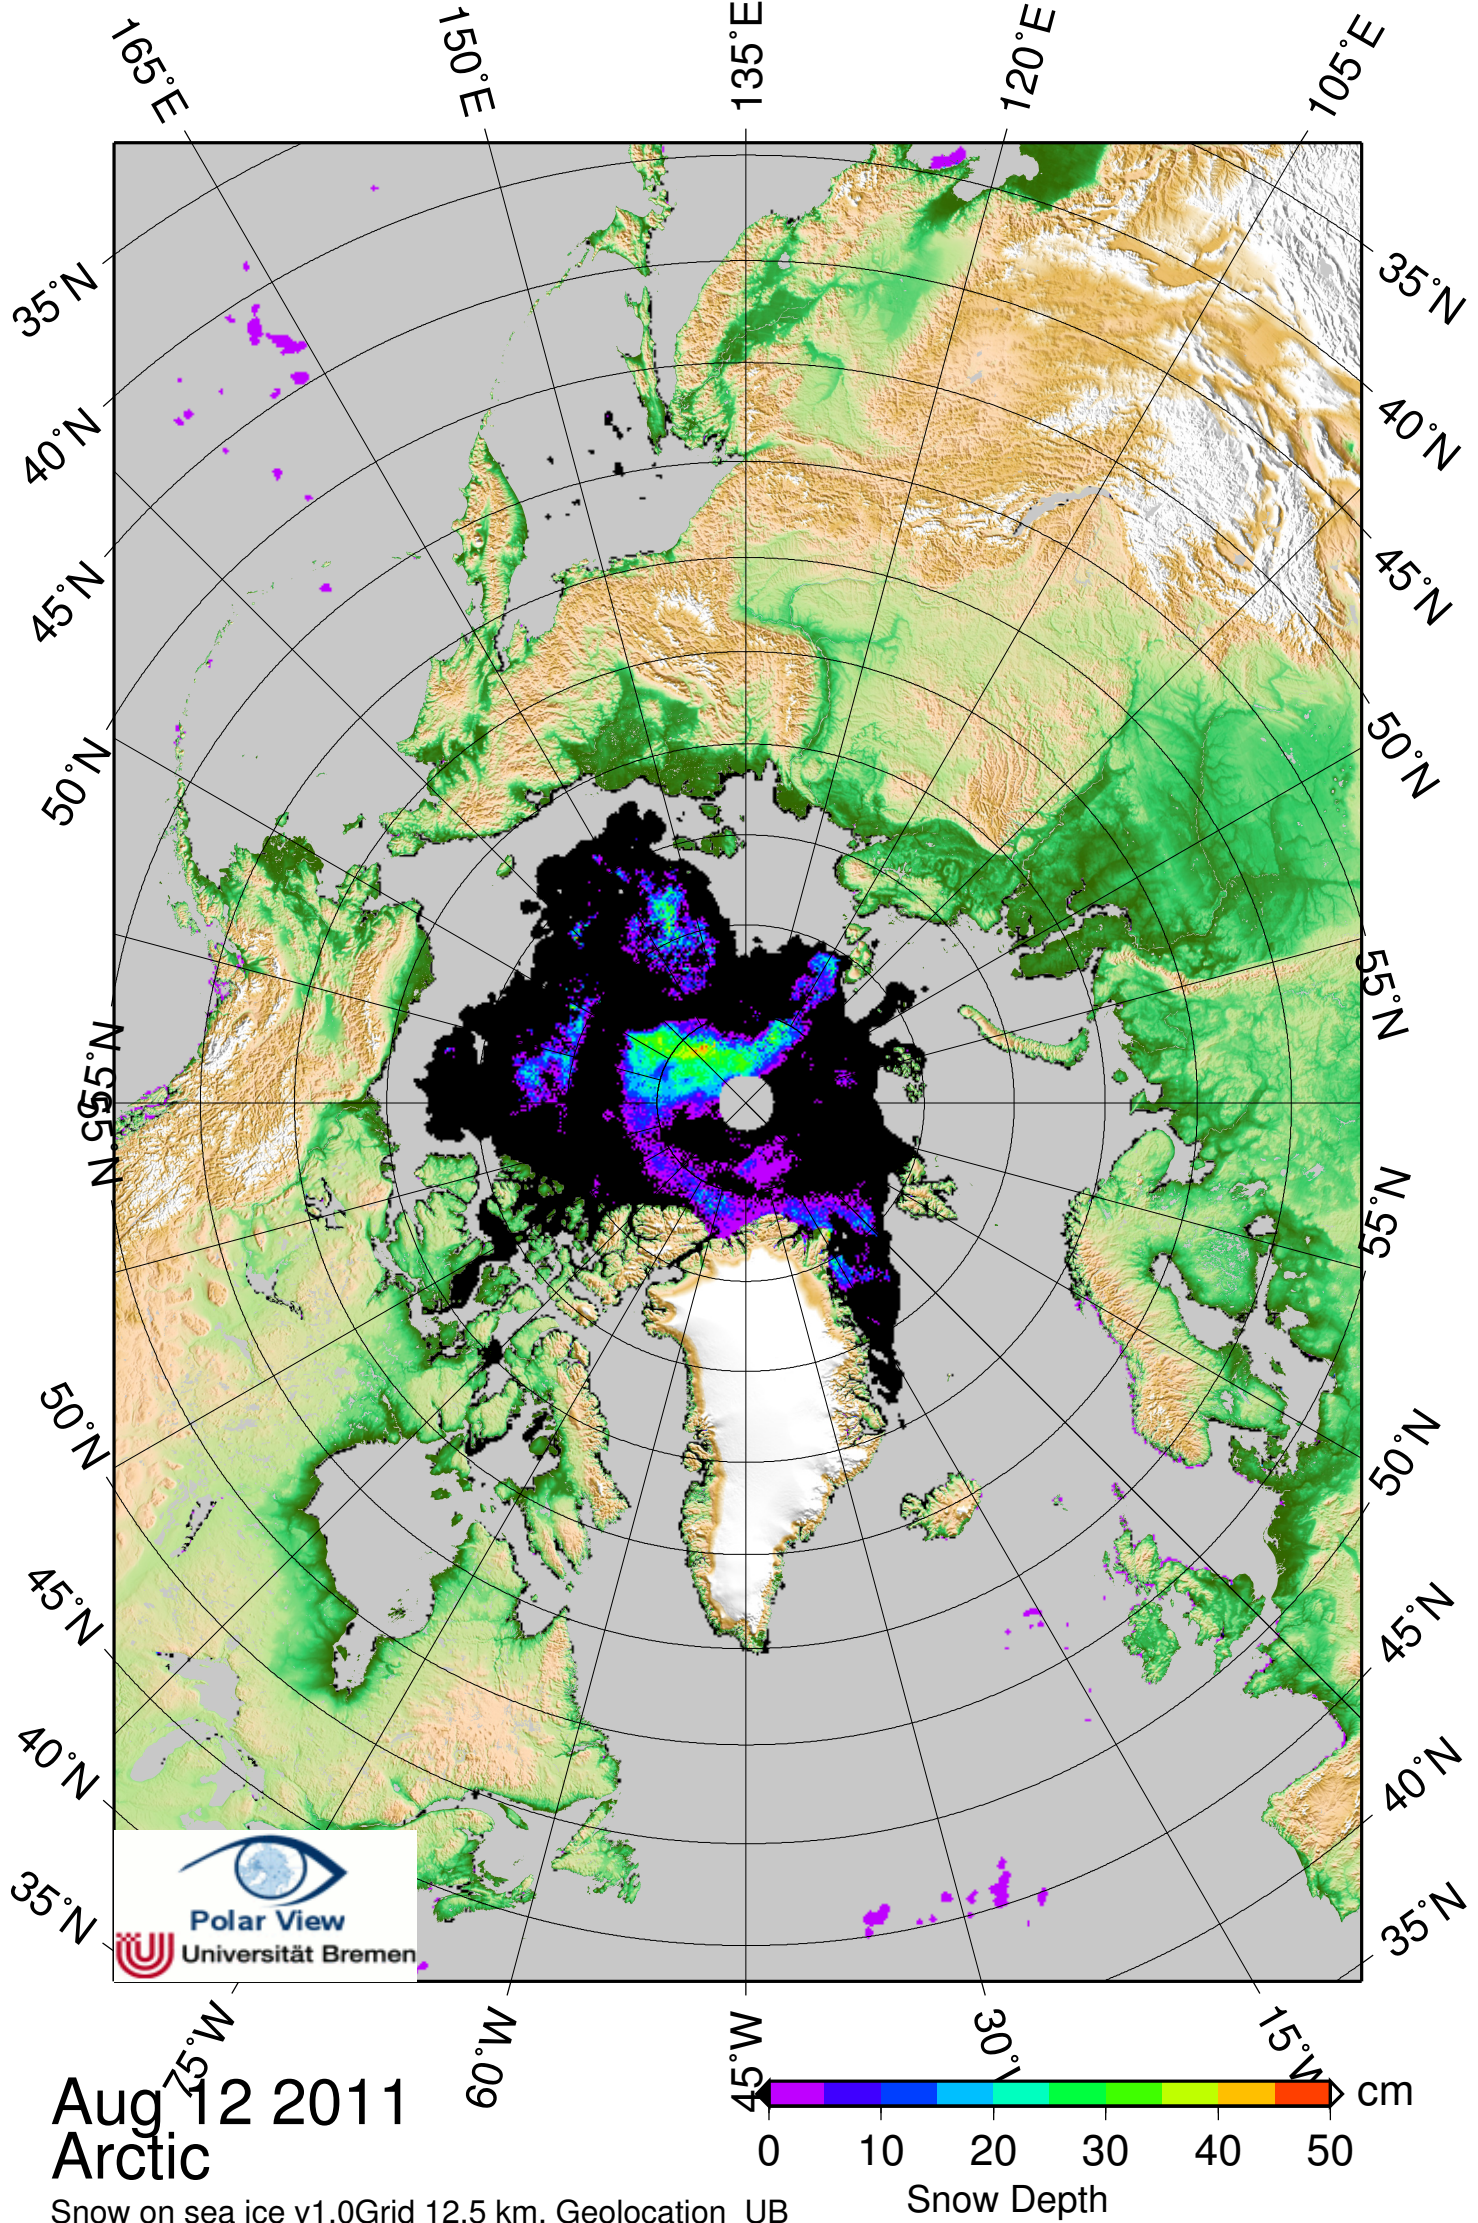 165°E 150°E 135°E 120°E 105°E
35°N 35°N
40°N 40°N
45°N 45°N
50°N 50°N
55°N 55°N
55°N 55°N
50°N 50°N
45°N 45°N
40°N 40°N
35°N 35°N
Polar View
Universität Bremen
75°W 60°W 45°W 30°W 15°W
Aug 12 2011
Arctic
cm
0 10 20 30 40 50
Snow Depth
Snow on sea ice v1.0Grid 12.5 km, Geolocation UB